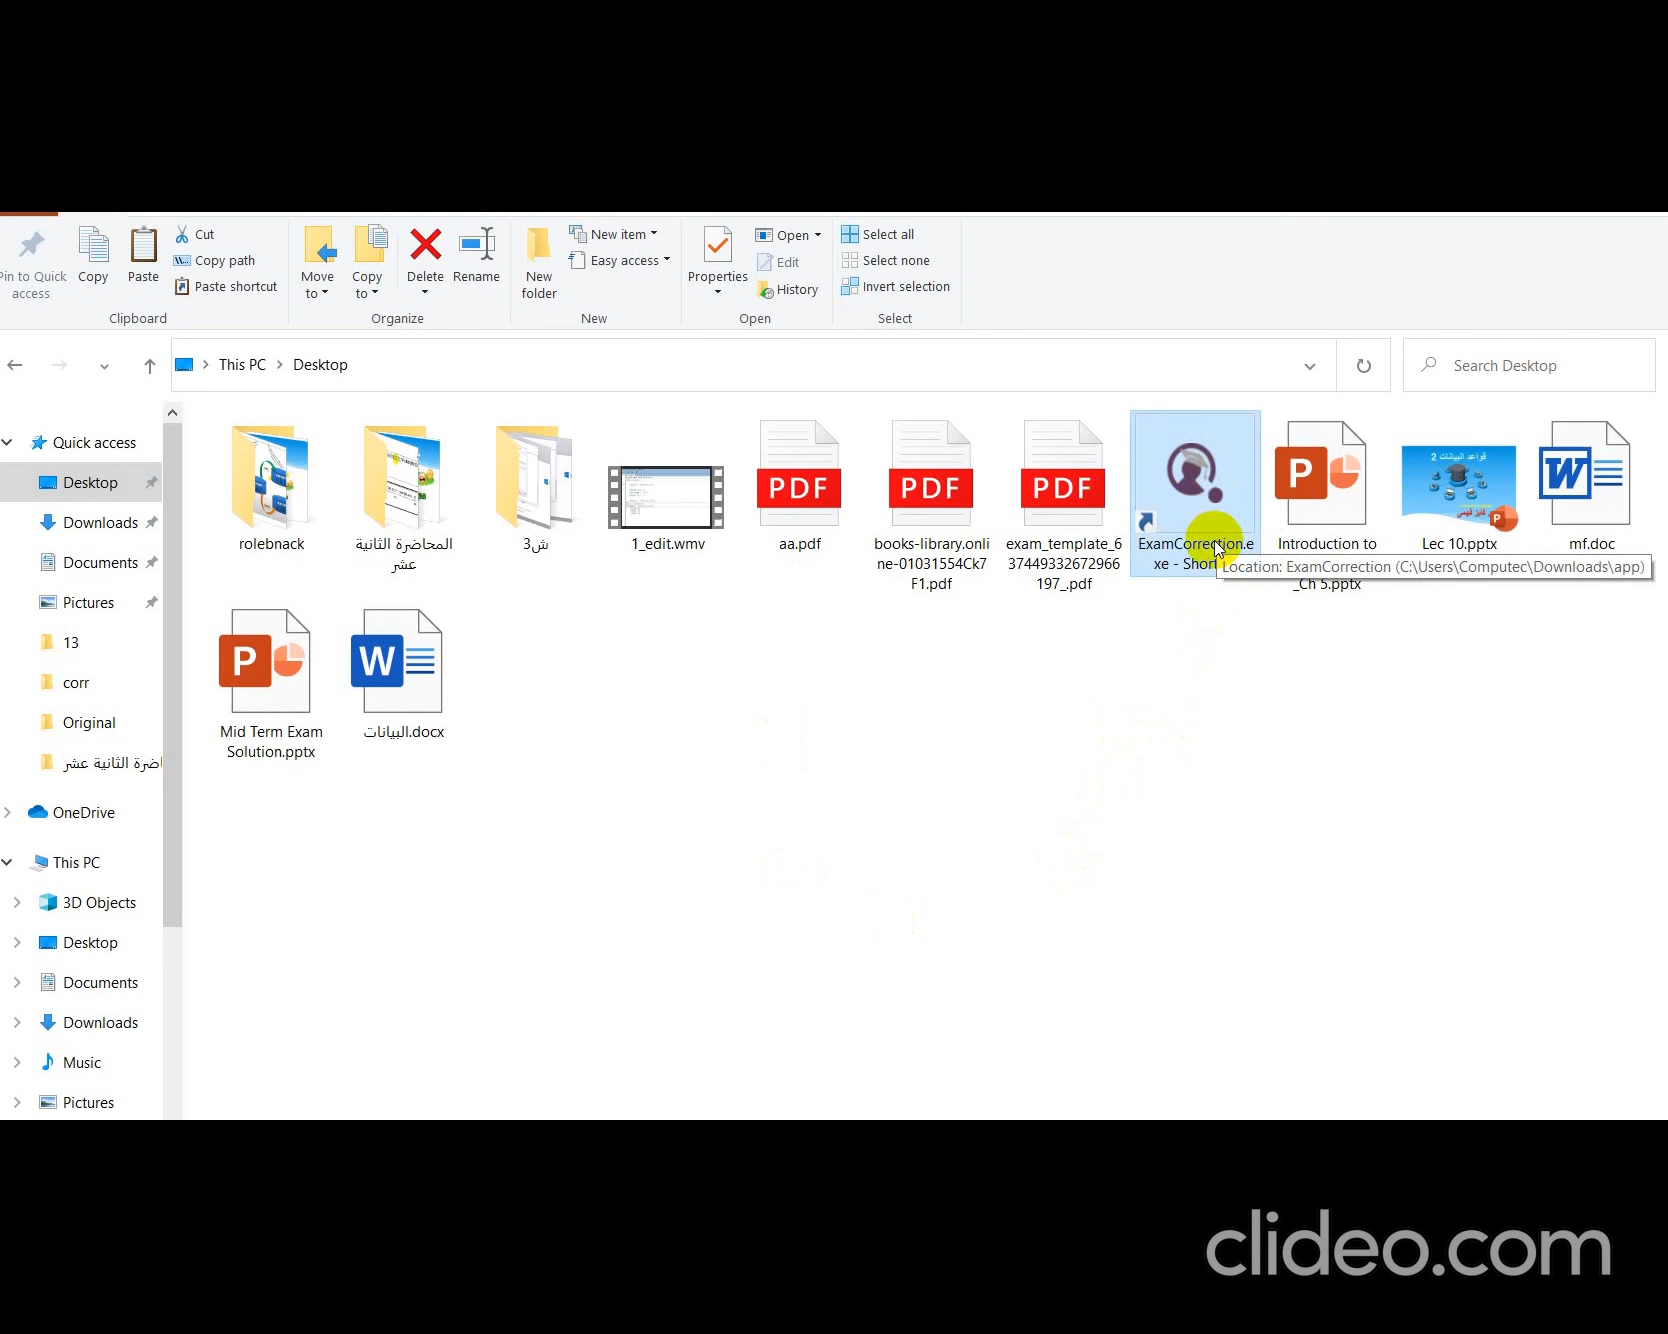 Pin to Quick
access
Copy
Paste
Cut
Copy path
Paste shortcut
Clipboard
Move
to
Copy
to
Delete
Rename
Organize
New
folder
New item
Easy access
New
Properties
Open
Edit
History
Open
Select all
Select none
Invert selection
Select
This PC
Desktop
Search Desktop
Quick access
Desktop
Downloads
Documents
Pictures
13
corr
Original
اضرة الثانية عشر
OneDrive
This PC
3D Objects
Desktop
Documents
Downloads
Music
Pictures
rolebnack
المحاضرة الثانية
عشر
ش3
1_edit.wmv
PDF
aa.pdf
PDF
books-library.onli
ne-01031554Ck7
F1.pdf
PDF
exam_template_6
37449332672966
197_.pdf
ExamCorrection.e
xe - Short
Location: ExamCorrection (C:\Users\Computec\Downloads\app)
P
Introduction to
_Ch 5.pptx
قواعد البيانات 2
P
Lec 10.pptx
W
mf.doc
P
Mid Term Exam
Solution.pptx
W
البيانات.docx
clideo.com